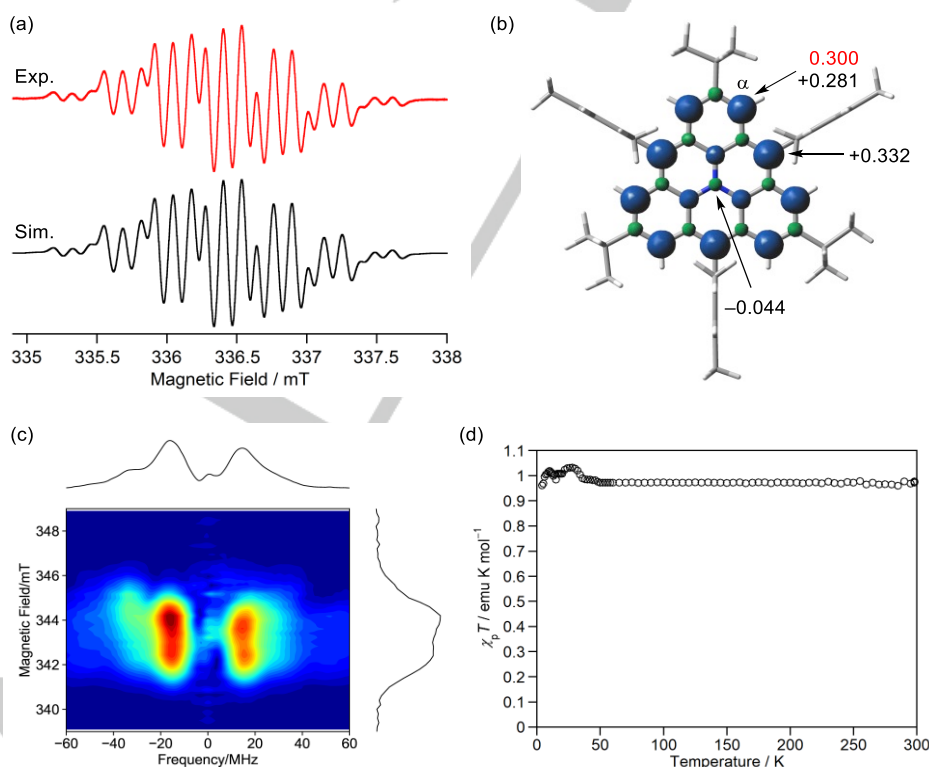 (a)
Exp.
Sim.
335 335.5 336 336.5 337 337.5 338
Magnetic Field / mT
(b)
α
0.300
+0.281
+0.332
−0.044
(c)
348
346
344
342
340
Magnetic Field/mT
−60 −40 −20 0 20 40 60
Frequency/MHz
(d)
1.1
1
0.9
0.8
0.7
0.6
0.5
0.4
0.3
0.2
0.1
0
χpT / emu K mol−1
0 50 100 150 200 250 300
Temperature / K